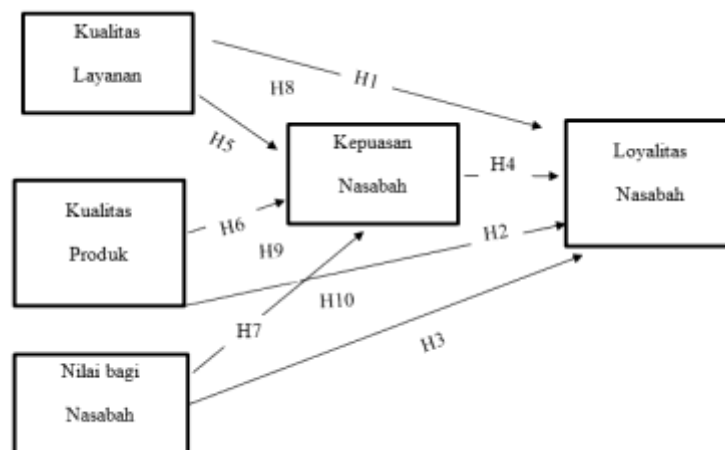 Kualitas
Layanan
H8
H1
H5
Kepuasan
Nasabah
H4
Loyalitas
Nasabah
Kualitas
Produk
H6
H9
H2
H10
H7
H3
Nilai bagi
Nasabah